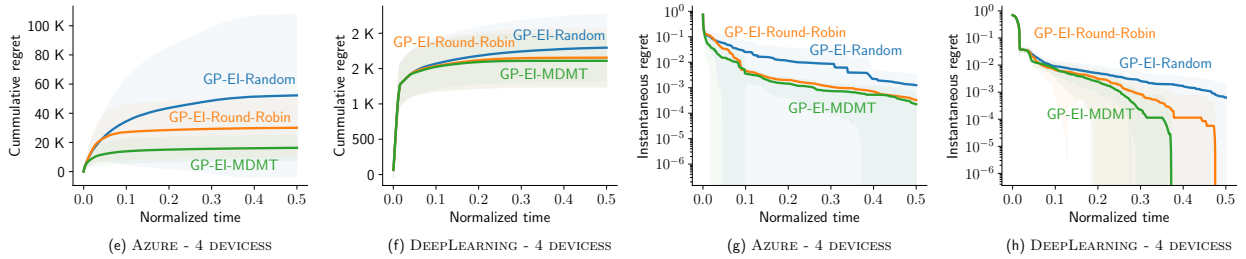 Cummulative regret
100 K
80 K
60 K
40 K
20 K
0
GP-EI-Random
GP-EI-Round-Robin
GP-EI-MDMT
0.0 0.1 0.2 0.3 0.4 0.5
Normalized time
(e) Azure - 4 devicess
Cummulative regret
2 K
2 K
1 K
500
0
GP-EI-Round-Robin
GP-EI-Random
GP-EI-MDMT
0.0 0.1 0.2 0.3 0.4 0.5
Normalized time
(f) DeepLearning - 4 devicess
Instantaneous regret
10^0
10^-1
10^-2
10^-3
10^-4
10^-5
10^-6
GP-EI-Round-Robin
GP-EI-Random
GP-EI-MDMT
0.0 0.1 0.2 0.3 0.4 0.5
Normalized time
(g) Azure - 4 devicess
Instantaneous regret
10^0
10^-1
10^-2
10^-3
10^-4
10^-5
10^-6
GP-EI-Round-Robin
GP-EI-Random
GP-EI-MDMT
0.0 0.1 0.2 0.3 0.4 0.5
Normalized time
(h) DeepLearning - 4 devicess